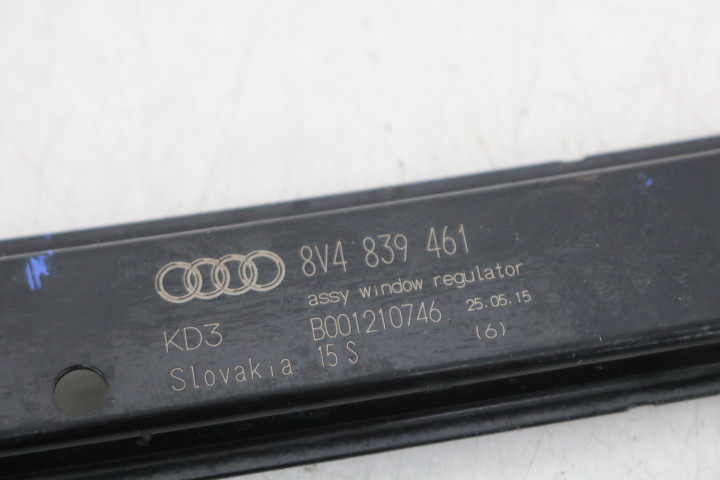 8V4 839 461
assy window regulator
KD3 B001210746 25.05.15
Slovakia 15 S (6)